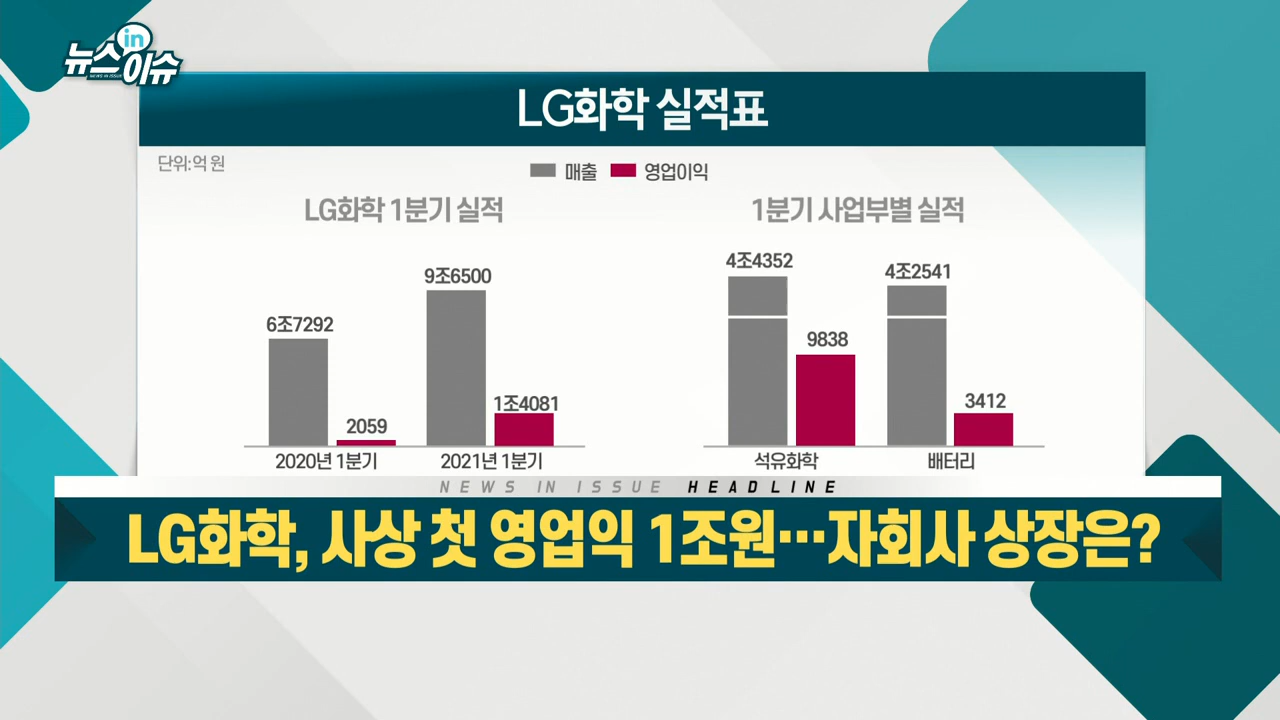 뉴스in이슈
NEWS IN ISSUE
LG화학 실적표
단위:억 원
매출 영업이익
LG화학 1분기 실적
6조7292
2059
9조6500
1조4081
2020년 1분기
2021년 1분기
1분기 사업부별 실적
4조4352
9838
4조2541
3412
석유화학
배터리
NEWS IN ISSUE HEADLINE
LG화학, 사상 첫 영업익 1조원…자회사 상장은?